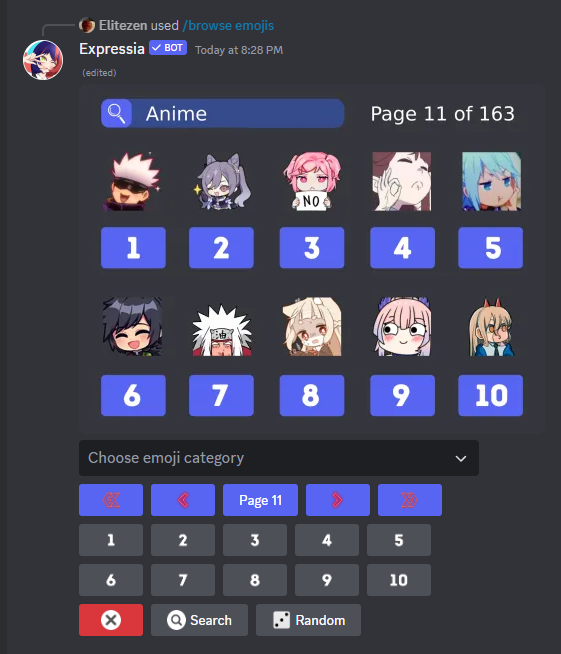 Elitezen used /browse emojis
Expressia ✓ BOT Today at 8:28 PM
(edited)
Anime Page 11 of 163
NO
1 2 3 4 5
油
6 7 8 9 10
Choose emoji category
Page 11
1 2 3 4 5
6 7 8 9 10
Search Random